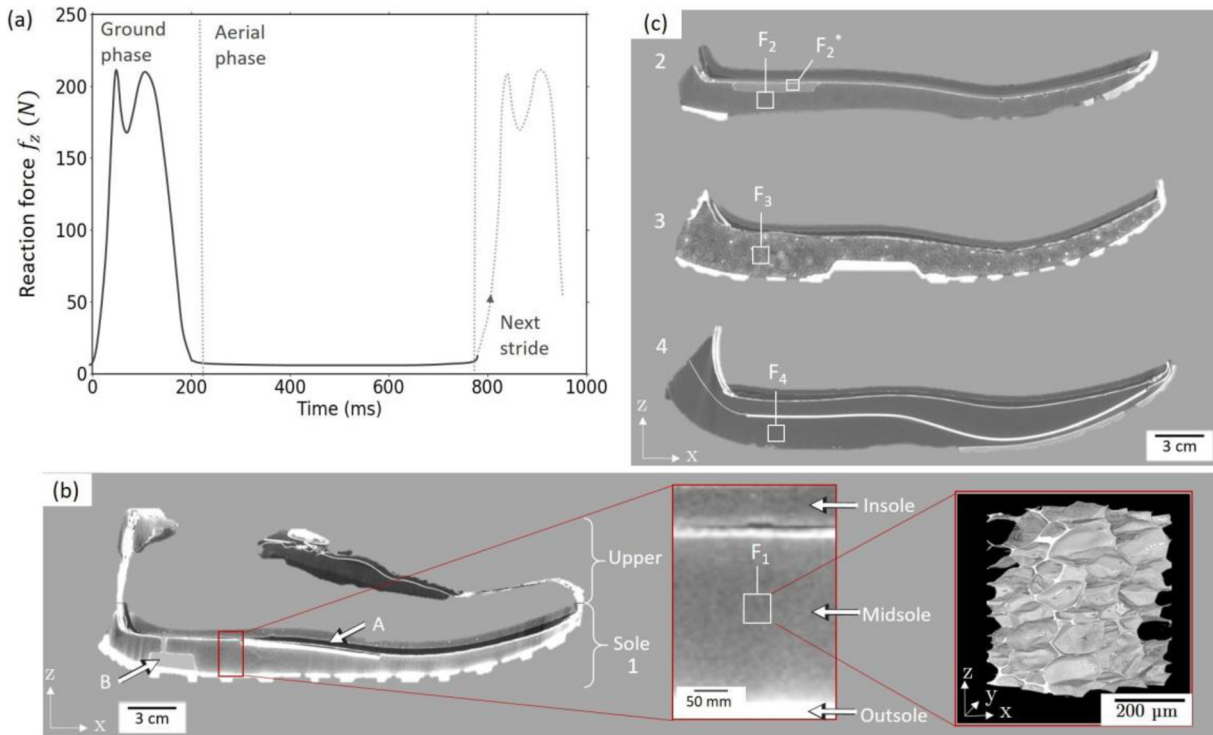 (a)
250
200
150
100
50
0
Reaction force f_z (N)
Ground
phase
Aerial
phase
Next
stride
0
200
400
600
800
1000
Time (ms)
(c)
2
F2
F2*
3
F3
4
F4
z
x
3 cm
(b)
A
B
Upper
Sole
1
z
x
3 cm
F1
Insole
Midsole
Outsole
50 mm
z
y
x
200 µm